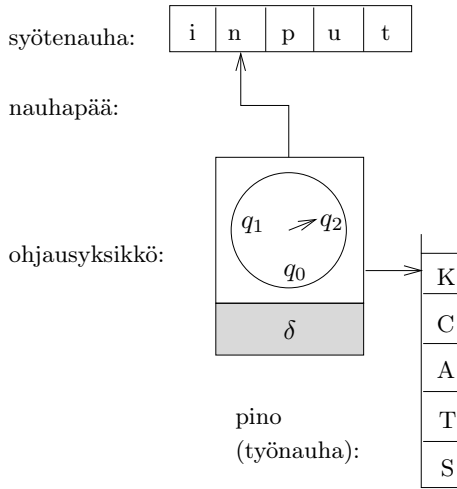 syötenauha: i n p u t
nauhapää:
q₁ q₂
ohjausyksikkö:
q₀
K
C
δ
A
pino
T
(työnauha):
S